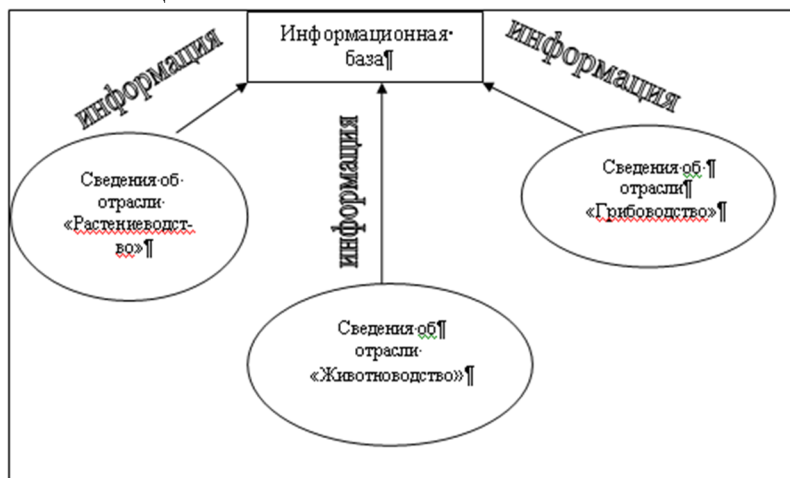 информация
Информационная
база¶
информация
Сведения об
отрасли
«Растениеводст-
во»¶
информация
Сведения об ¶
отрасли¶
«Грибоводство»¶
Сведения об¶
отрасли
«Животноводство»¶